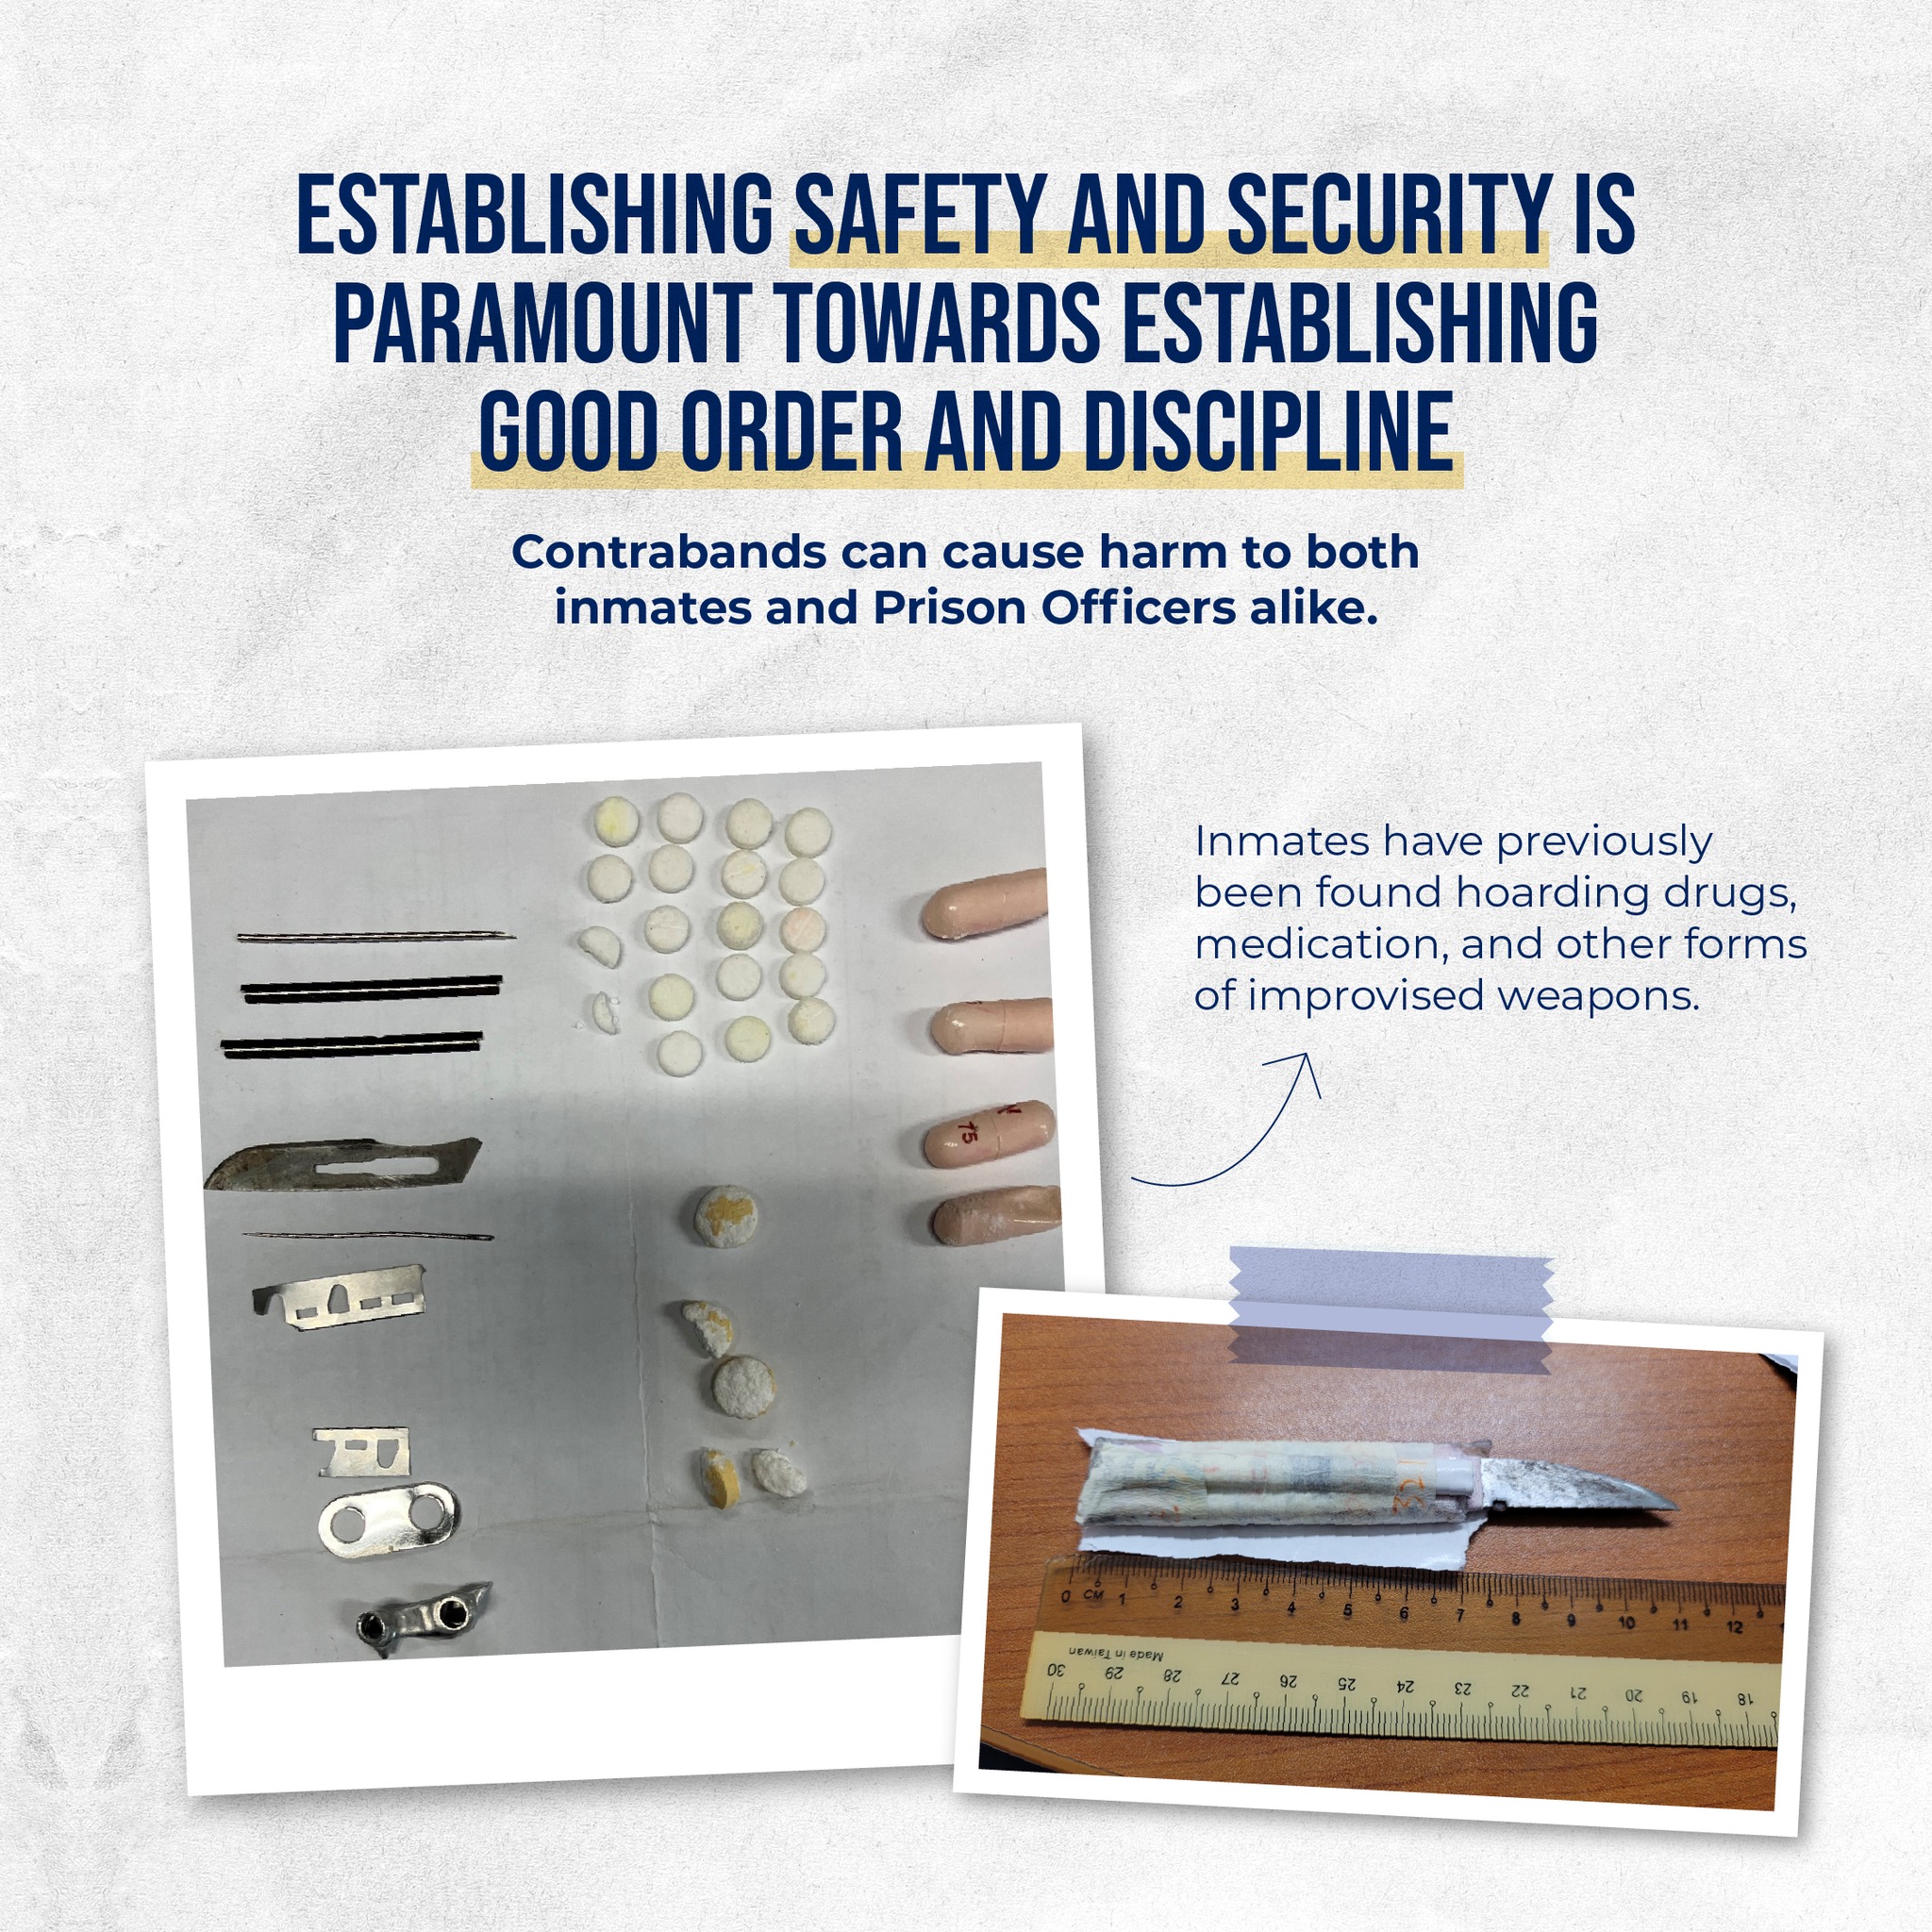 ESTABLISHING SAFETY AND SECURITY IS
PARAMOUNT TOWARDS ESTABLISHING
GOOD ORDER AND DISCIPLINE
Contrabands can cause harm to both
inmates and Prison Officers alike.
Inmates have previously
been found hoarding drugs,
medication, and other forms
of improvised weapons.
75
0 CM 1 2 3 4 5 6 7 8 9 10 11 12
Made in Taiwan
30 29 28 27 26 25 24 23 22 21 20 19 18